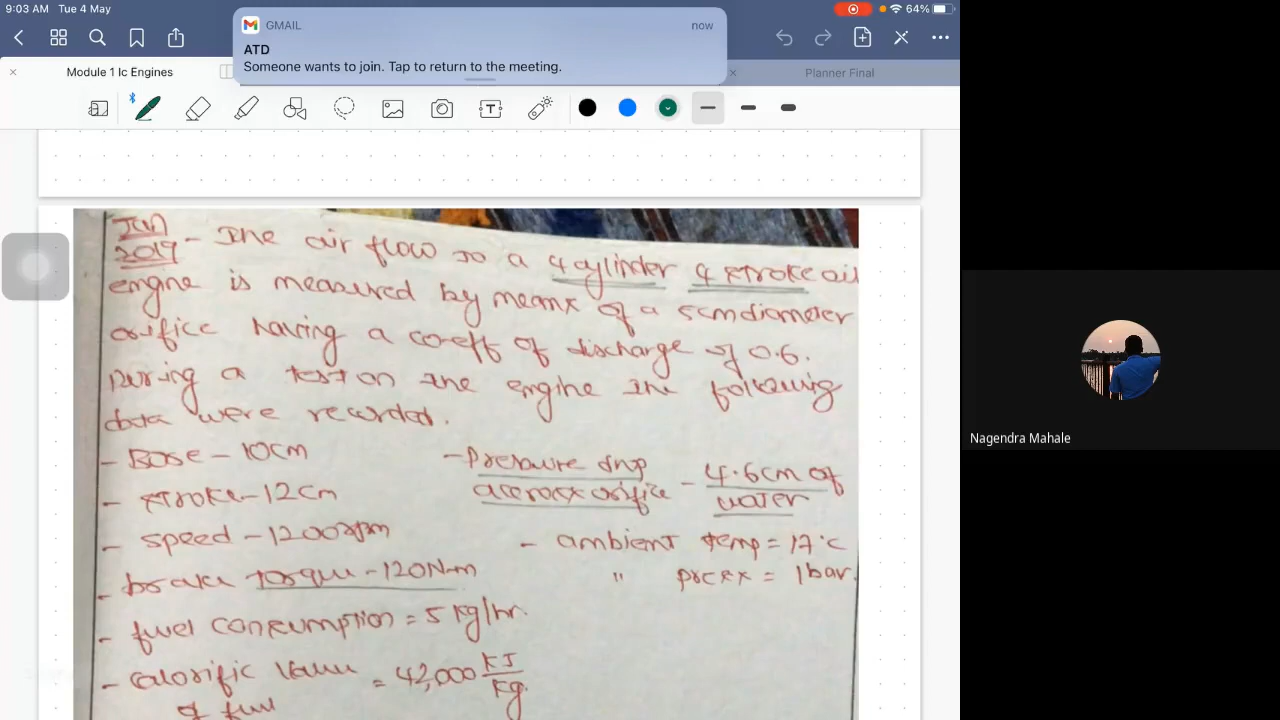 9:03 AM Tue 4 May
64%
GMAIL
now
ATD
Someone wants to join. Tap to return to the meeting.
Module 1 Ic Engines
Planner Final
Jan
2019 - The air flow to a 4 cylinder 4 stroke oil
engine is measured by means of a 5cm diameter
orifice having a co-eff of discharge of 0.6.
During a test on the engine the following
data were recorded.
- Bose - 10cm
- stroke - 12cm
- speed - 1200rpm
- brake torque - 120N-m
- fuel consumption = 5 kg/hr.
- calorific value = 42,000 KJ/Kg
of fuel
- Pressure drop
across orifice - 4.6cm of
water
- ambient temp = 17°c
" press = 1bar.
Nagendra Mahale